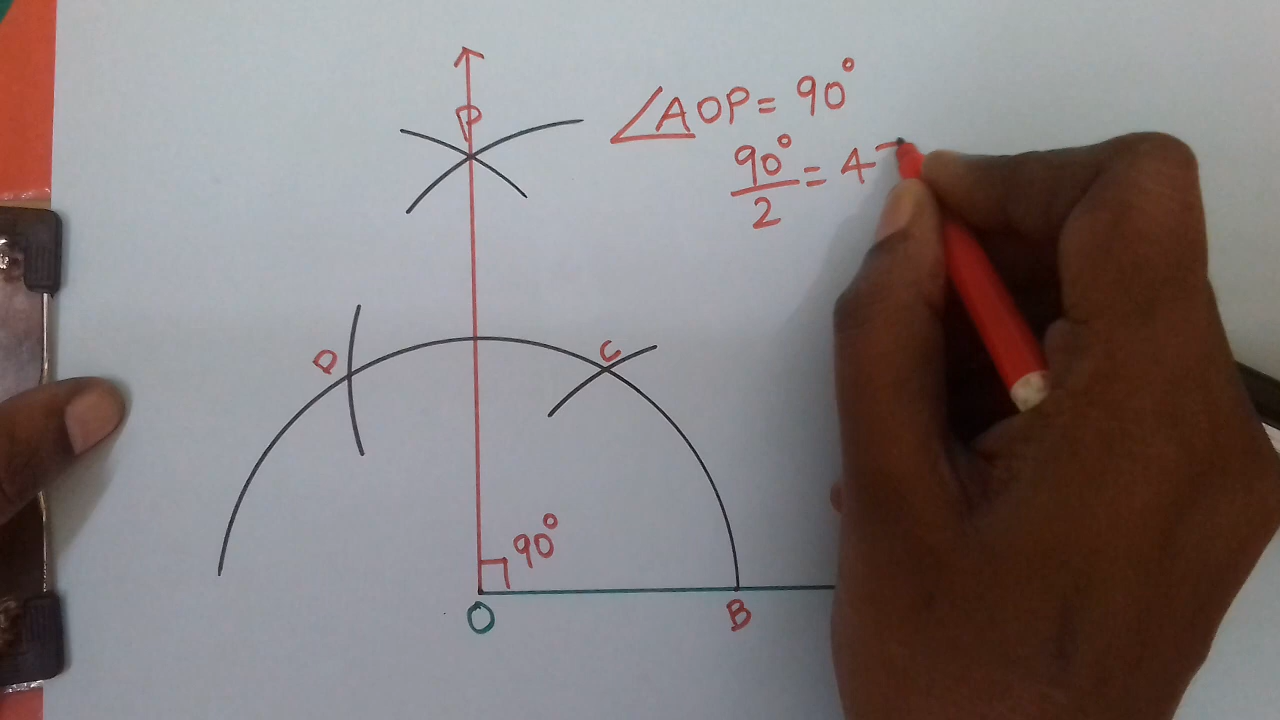 P
∠AOP = 90°
90°/2 = 4
D
C
90°
O
B